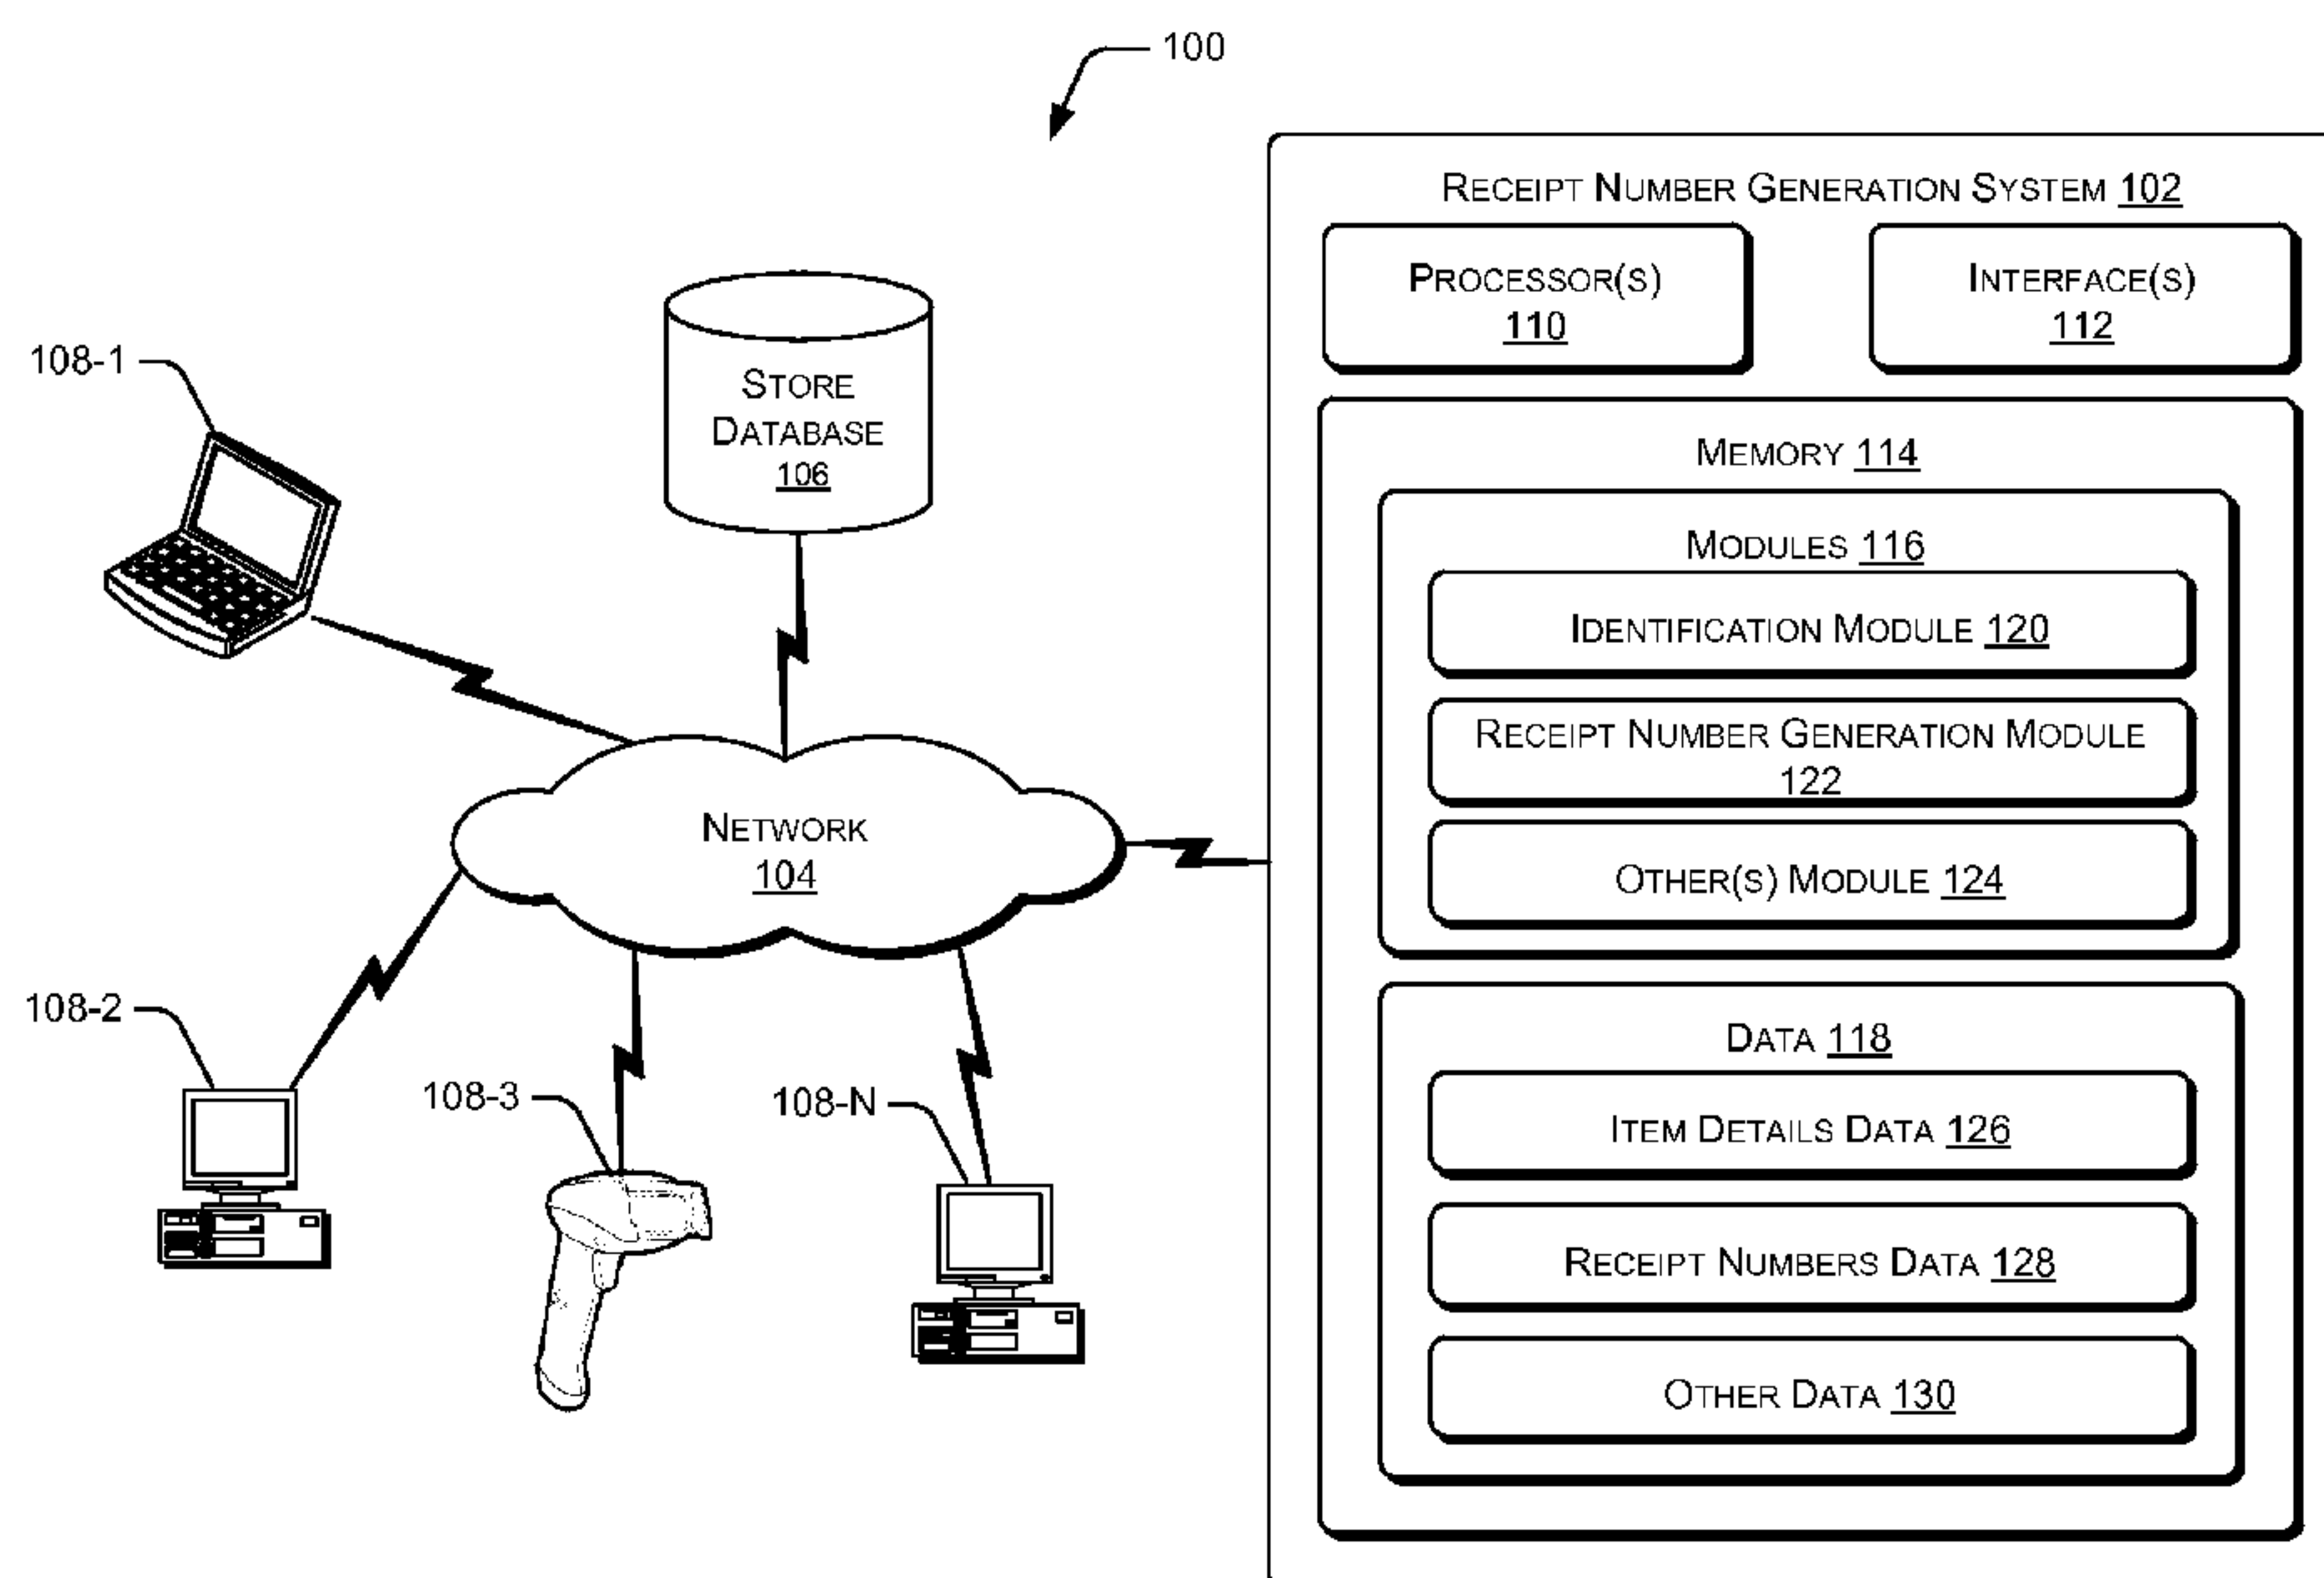 100
RECEIPT NUMBER GENERATION SYSTEM 102
PROCESSOR(S)
110
INTERFACE(S)
112
108-1
STORE
DATABASE
106
MEMORY 114
MODULES 116
IDENTIFICATION MODULE 120
RECEIPT NUMBER GENERATION MODULE
122
OTHER(S) MODULE 124
NETWORK
104
108-2
108-3
108-N
DATA 118
ITEM DETAILS DATA 126
RECEIPT NUMBERS DATA 128
OTHER DATA 130